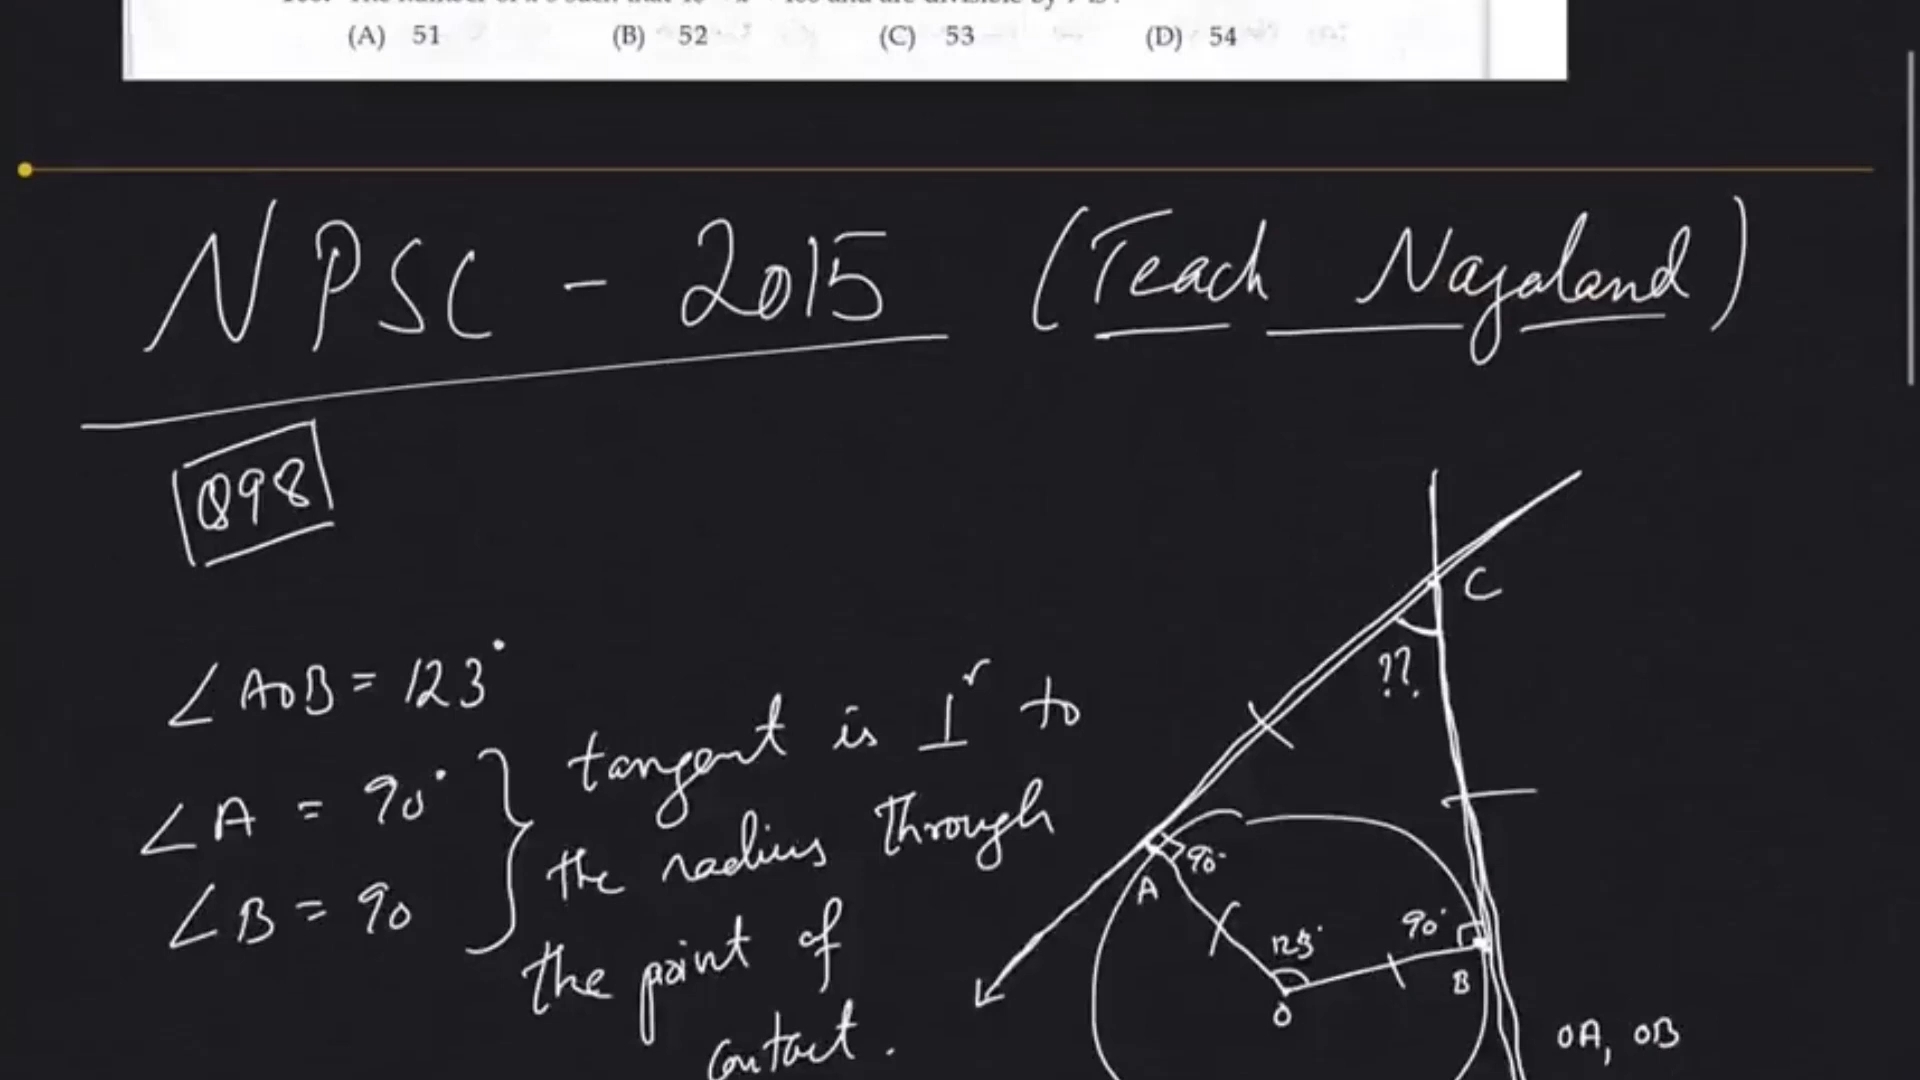 (A) 51 (B) 52 (C) 53 (D) 54
NPSC - 2015 (Teach Nagaland)
Q98
∠AOB = 123°
∠A = 90°
∠B = 90
tangent is ⊥r to
the radius through
the point of
contact.
C
??
A
90°
123°
90°
B
O
OA, OB